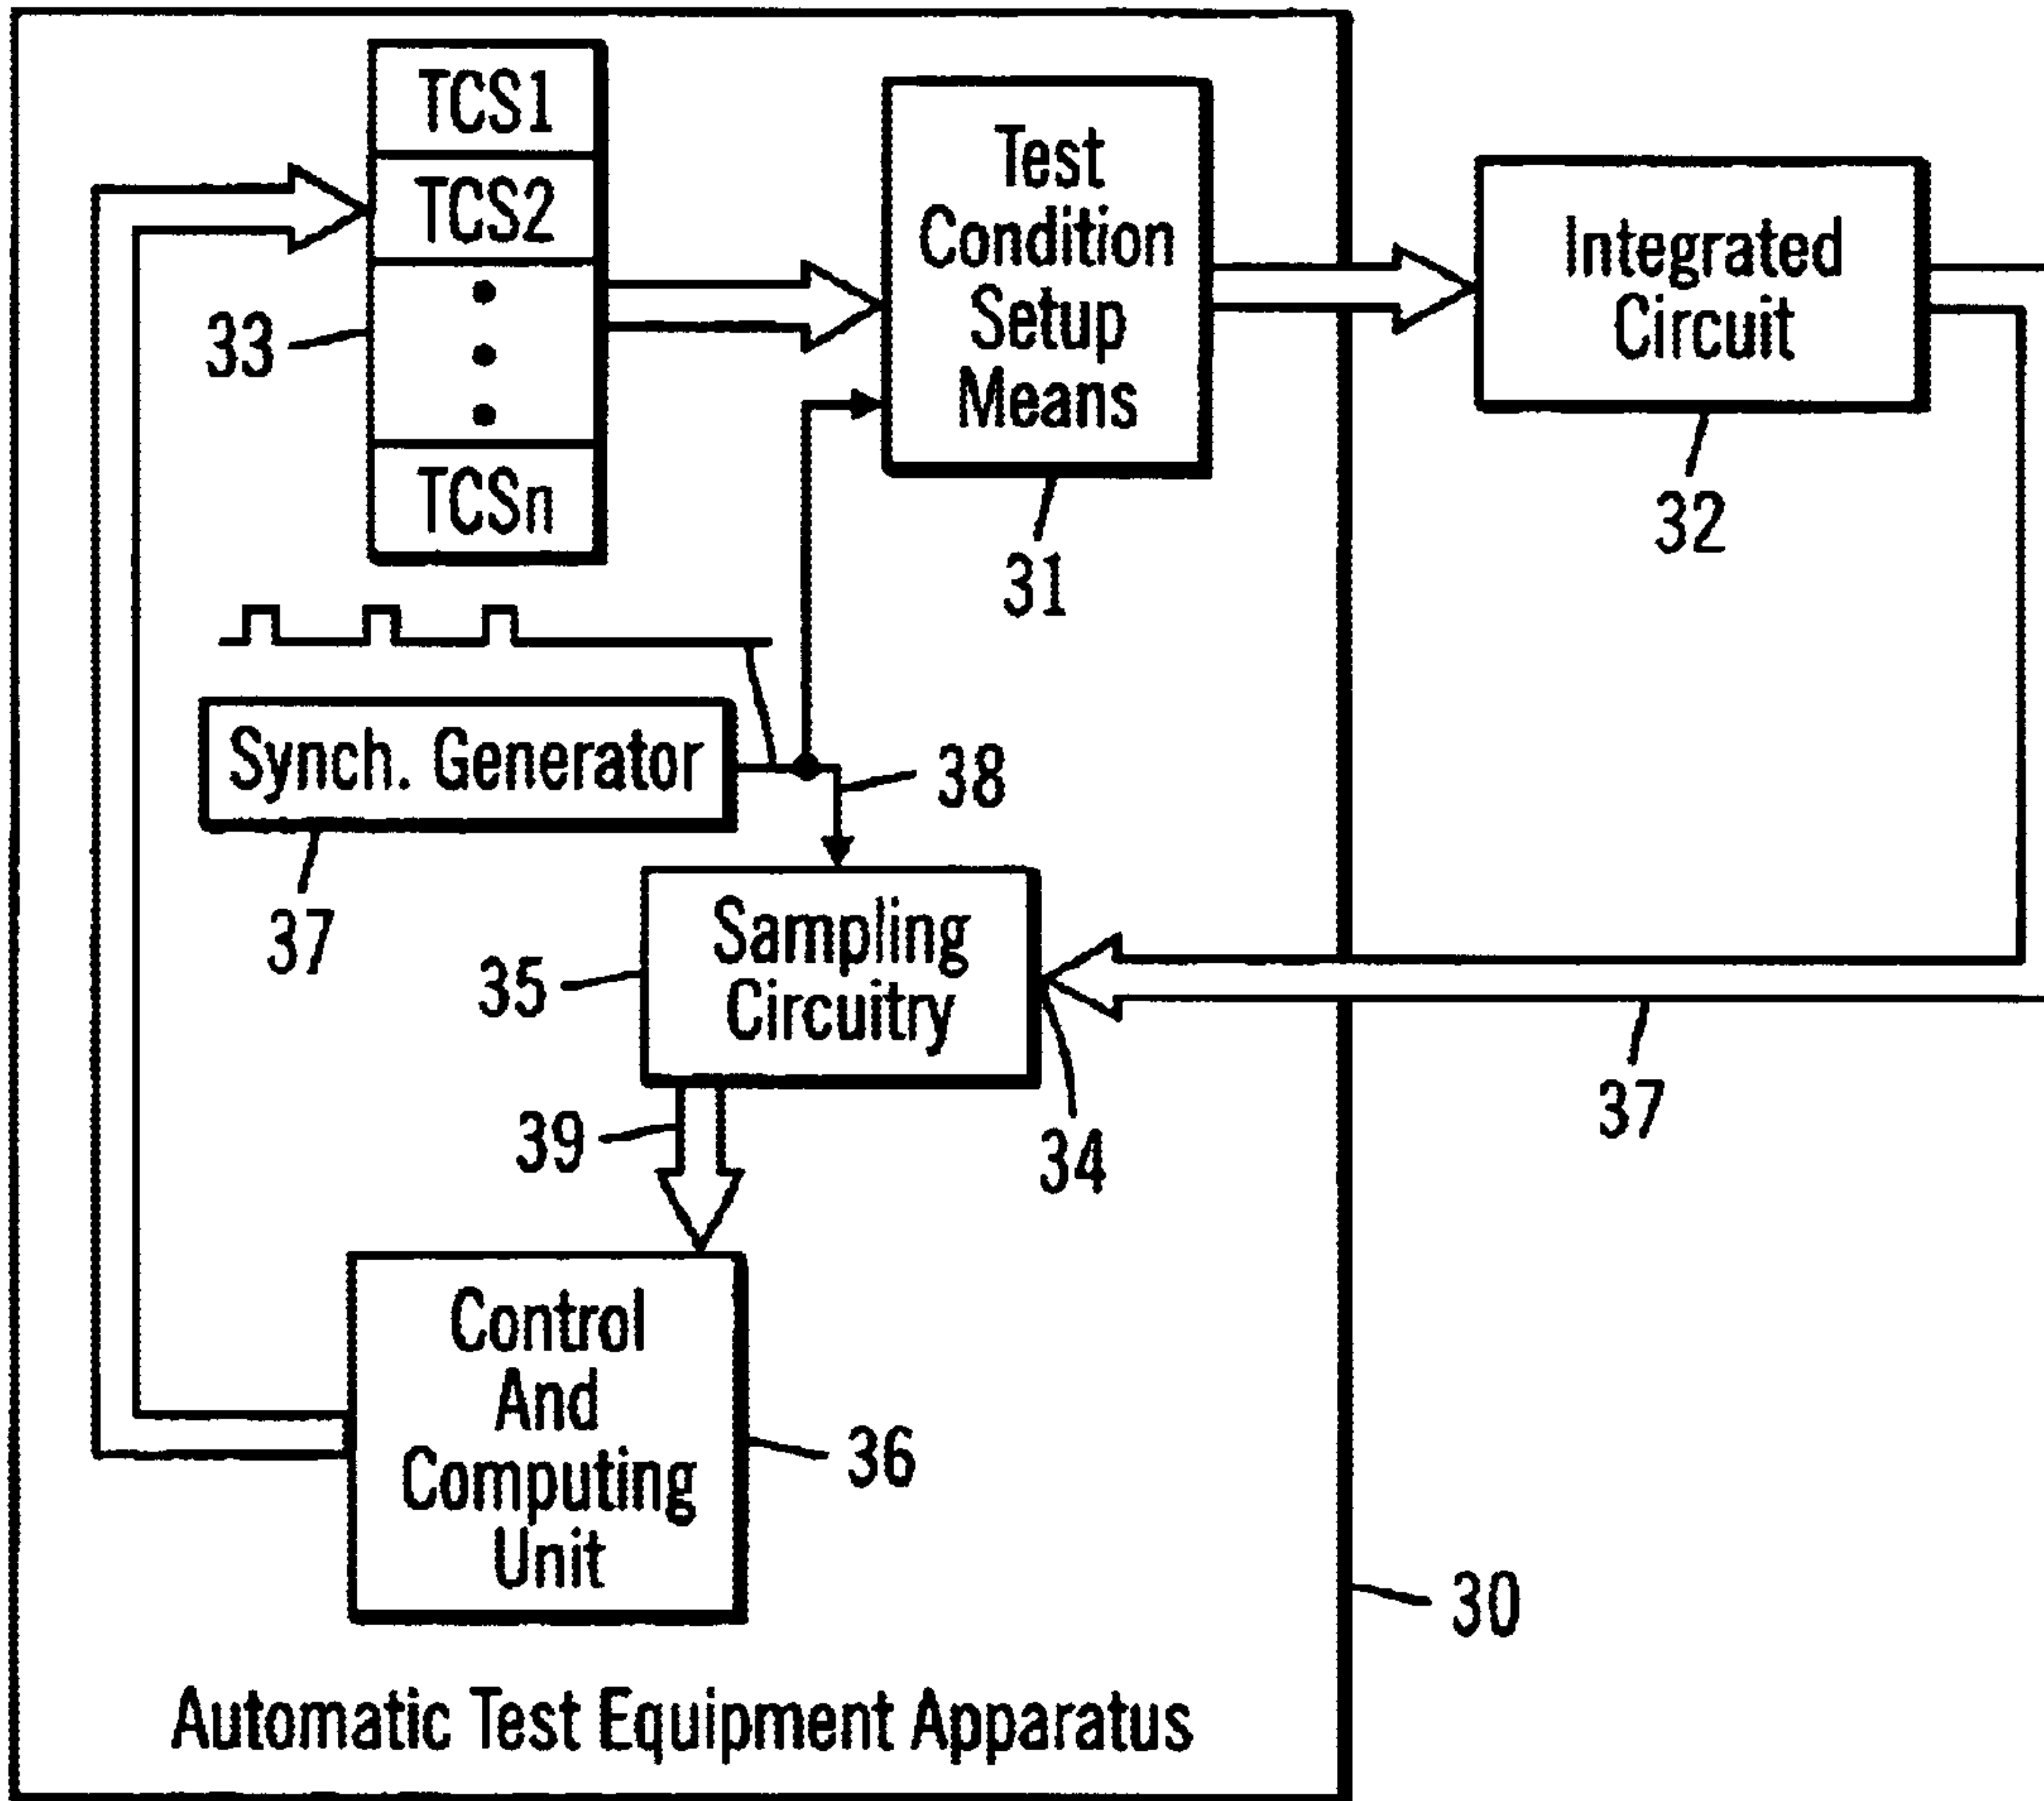 TCS1
TCS2
TCSn
33
Test
Condition
Setup
Means
31
Integrated
Circuit
32
Synch. Generator
37
38
Sampling
Circuitry
35
34
37
39
Control
And
Computing
Unit
36
30
Automatic Test Equipment Apparatus